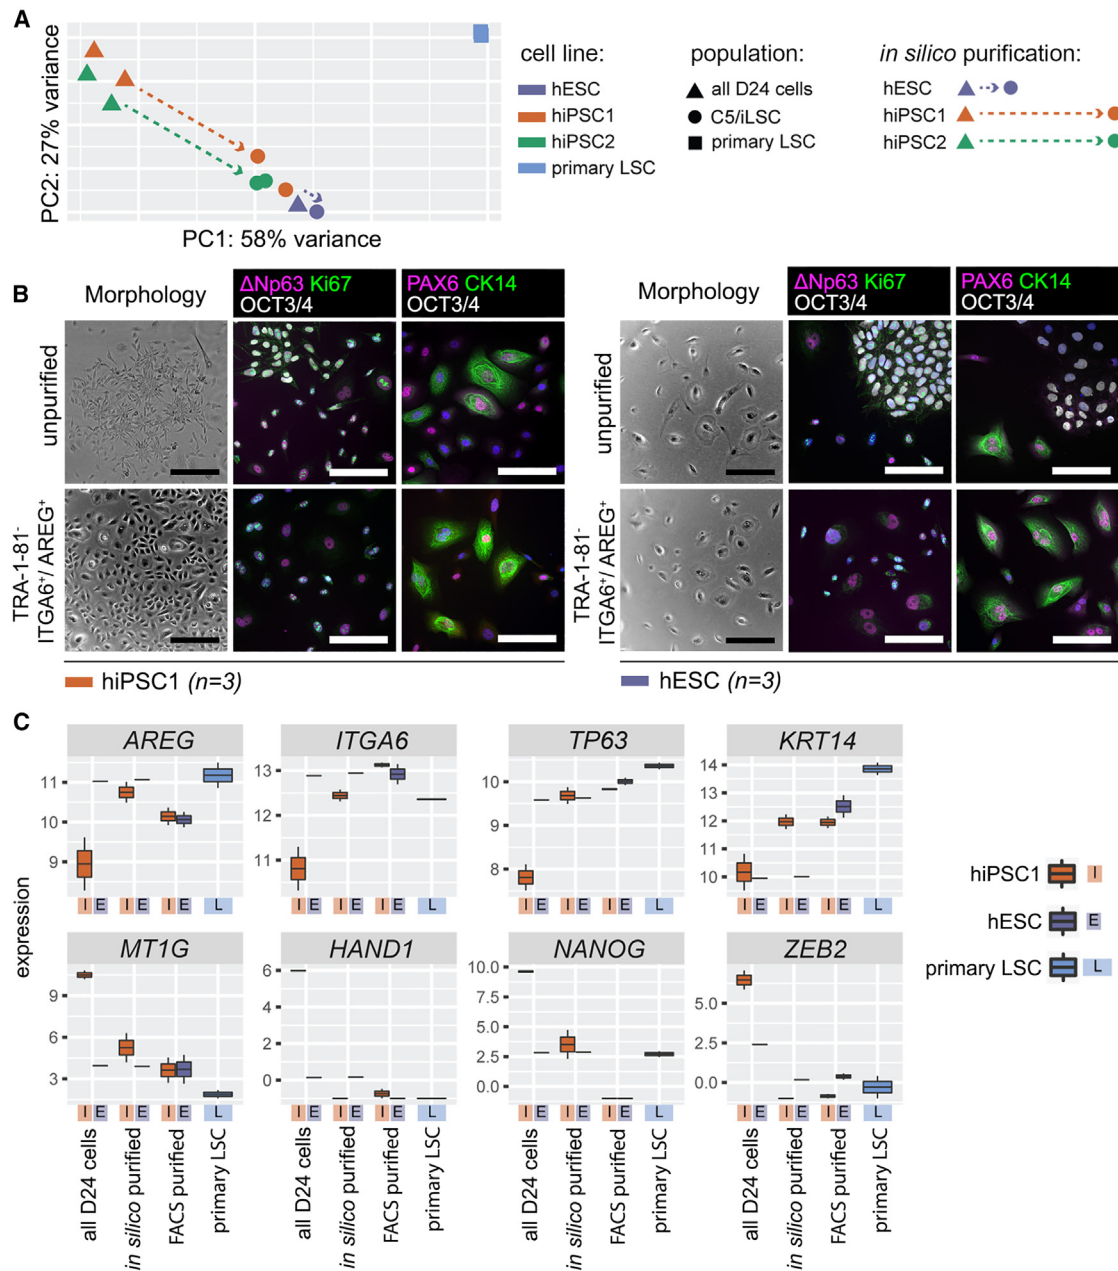 A
PC2: 27% variance
PC1: 58% variance
cell line:
hESC
hiPSC1
hiPSC2
primary LSC
population:
all D24 cells
C5/iLSC
primary LSC
in silico purification:
hESC
hiPSC1
hiPSC2
B
Morphology
ΔNp63 Ki67
OCT3/4
PAX6 CK14
OCT3/4
Morphology
ΔNp63 Ki67
OCT3/4
PAX6 CK14
OCT3/4
unpurified
TRA-1-81-
ITGA6+/ AREG+
unpurified
TRA-1-81-
ITGA6+/ AREG+
hiPSC1 (n=3)
hESC (n=3)
C
expression
AREG
11
10
9
I E I E I E L
ITGA6
13
12
11
I E I E I E L
TP63
10
9
8
I E I E I E L
KRT14
14
13
12
11
10
I E I E I E L
MT1G
9
6
3
I E I E I E L
all D24 cells
in silico purified
FACS purified
primary LSC
HAND1
6
4
2
0
I E I E I E L
all D24 cells
in silico purified
FACS purified
primary LSC
NANOG
10.0
7.5
5.0
2.5
0.0
I E I E I E L
all D24 cells
in silico purified
FACS purified
primary LSC
ZEB2
5.0
2.5
0.0
I E I E I E L
all D24 cells
in silico purified
FACS purified
primary LSC
hiPSC1 I
hESC E
primary LSC L